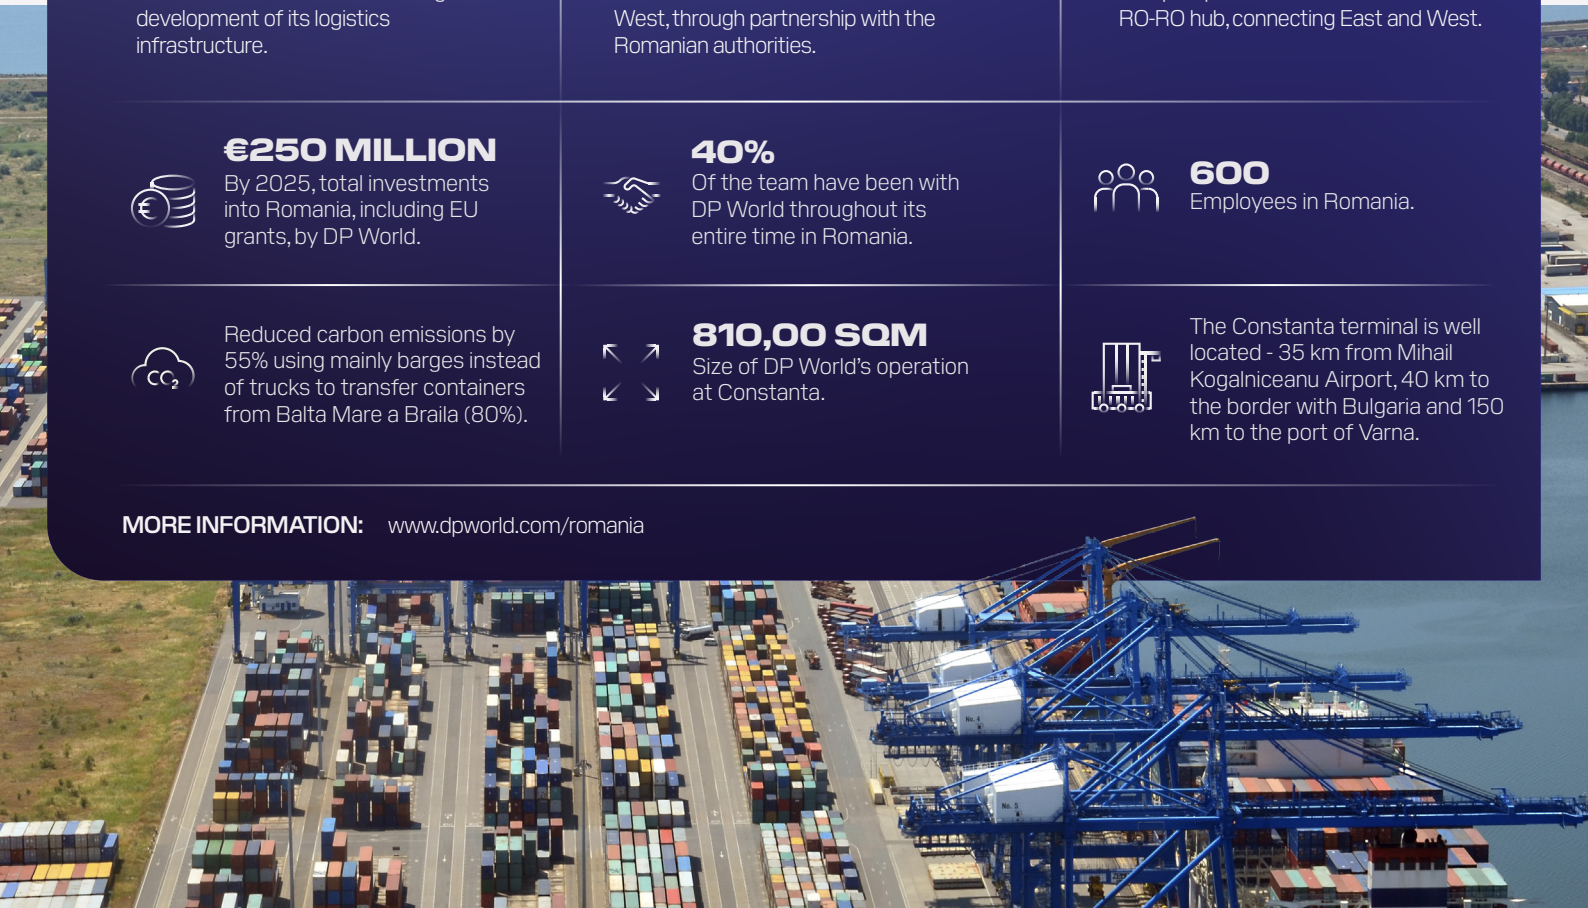 development of its logistics
infrastructure.
West, through partnership with the
Romanian authorities.
RO-RO hub, connecting East and West.
€250 MILLION
By 2025, total investments
into Romania, including EU
grants, by DP World.
40%
Of the team have been with
DP World throughout its
entire time in Romania.
600
Employees in Romania.
CO2
Reduced carbon emissions by
55% using mainly barges instead
of trucks to transfer containers
from Balta Mare a Braila (80%).
810,00 SQM
Size of DP World's operation
at Constanta.
The Constanta terminal is well
located - 35 km from Mihail
Kogalniceanu Airport, 40 km to
the border with Bulgaria and 150
km to the port of Varna.
MORE INFORMATION: www.dpworld.com/romania
No. 4
No. 5